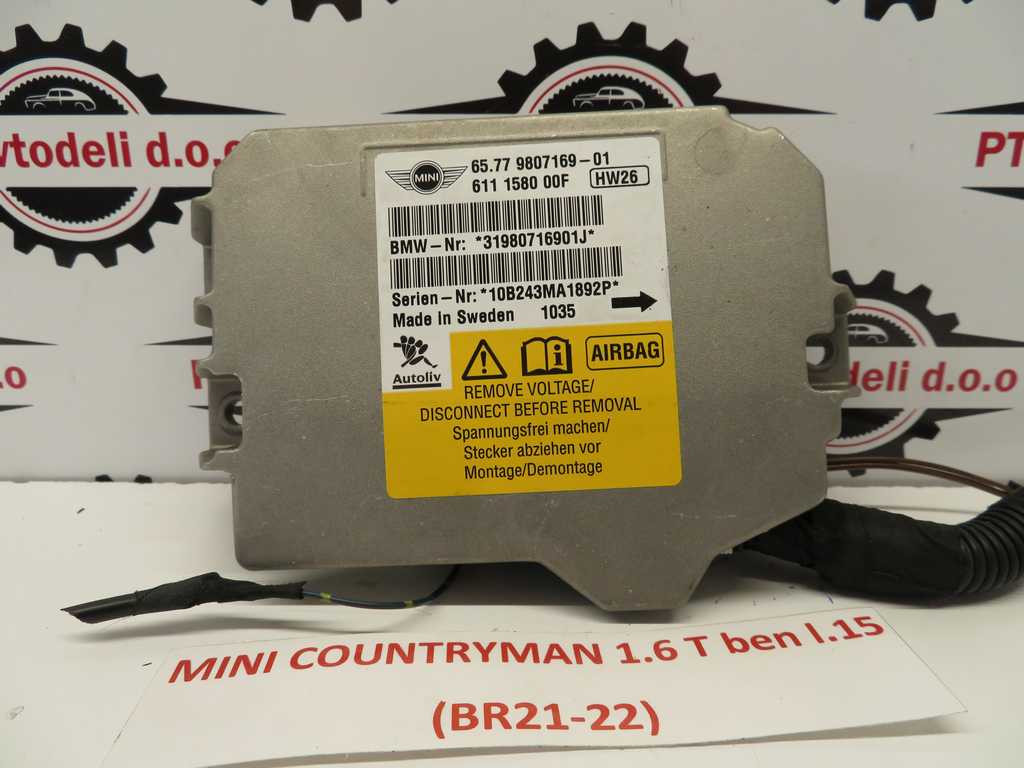 vtodeli d.o.o
PT
MINI
65.77 9807169-01
611 1580 00F
HW26
BMW-Nr: *31980716901J*
Serien-Nr: *10B243MA1892P*
Made in Sweden 1035
Autoliv
AIRBAG
REMOVE VOLTAGE/
DISCONNECT BEFORE REMOVAL
Spannungsfrei machen/
Stecker abziehen vor
Montage/Demontage
.o
deli d.o.o
MINI COUNTRYMAN 1.6 T ben l.15
(BR21-22)